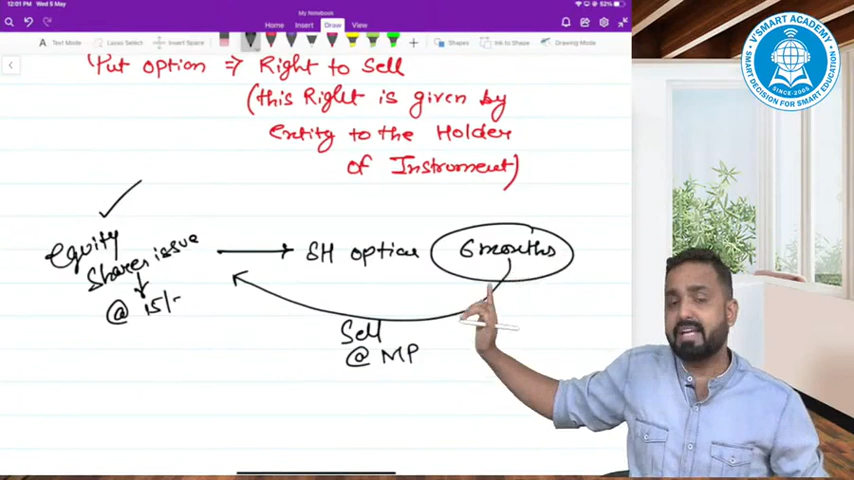 12:01 PM Wed 5 May
My Notebook
52%
Home Insert Draw View
Text Mode Lasso Select Insert Space Shapes Ink to Shape Drawing Mode
Put option ⇒ Right to Sell
(this Right is given by
Entity to the Holder
of Instrument)
Equity
Shares issue → SH option 6 months
@ 15/-
Sell
@ MP
V'SMART ACADEMY
SINCE-2005
SMART DECISION FOR SMART EDUCATION